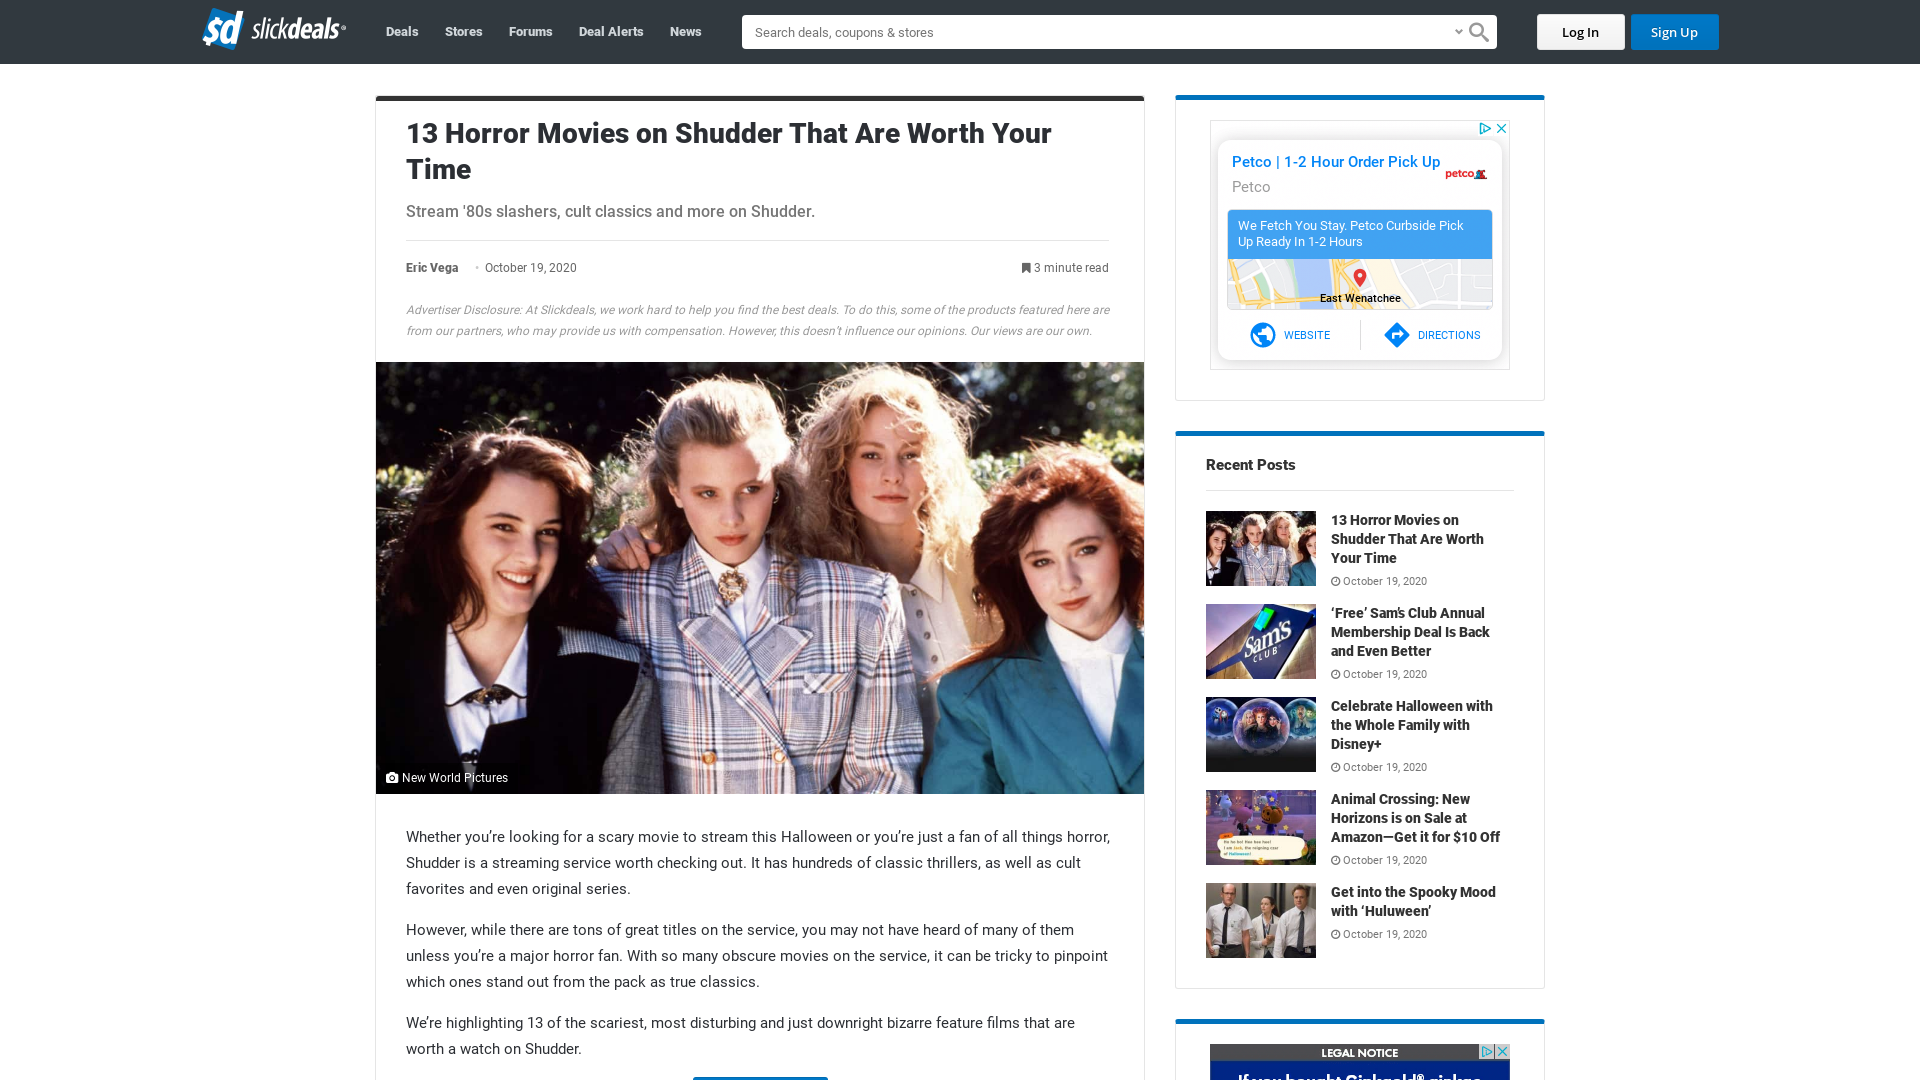 $d slickdeals
Deals
Stores
Forums
Deal Alerts
News
Search deals, coupons & stores
Log In
Sign Up
13 Horror Movies on Shudder That Are Worth Your
Time
Stream '80s slashers, cult classics and more on Shudder.
Eric Vega • October 19, 2020
3 minute read
Advertiser Disclosure: At Slickdeals, we work hard to help you find the best deals. To do this, some of the products featured here are
from our partners, who may provide us with compensation. However, this doesn't influence our opinions. Our views are our own.
New World Pictures
Whether you’re looking for a scary movie to stream this Halloween or you’re just a fan of all things horror,
Shudder is a streaming service worth checking out. It has hundreds of classic thrillers, as well as cult
favorites and even original series.
However, while there are tons of great titles on the service, you may not have heard of many of them
unless you’re a major horror fan. With so many obscure movies on the service, it can be tricky to pinpoint
which ones stand out from the pack as true classics.
We’re highlighting 13 of the scariest, most disturbing and just downright bizarre feature films that are
worth a watch on Shudder.
Petco | 1-2 Hour Order Pick Up
Petco
petco
We Fetch You Stay. Petco Curbside Pick
Up Ready In 1-2 Hours
East Wenatchee
WEBSITE
DIRECTIONS
Recent Posts
13 Horror Movies on
Shudder That Are Worth
Your Time
October 19, 2020
Sam's
CLUB
‘Free’ Sam’s Club Annual
Membership Deal Is Back
and Even Better
October 19, 2020
Celebrate Halloween with
the Whole Family with
Disney+
October 19, 2020
Animal Crossing: New
Horizons is on Sale at
Amazon—Get it for $10 Off
October 19, 2020
Get into the Spooky Mood
with ‘Huluween’
October 19, 2020
LEGAL NOTICE
If you bought Ginkgold® ginkgo